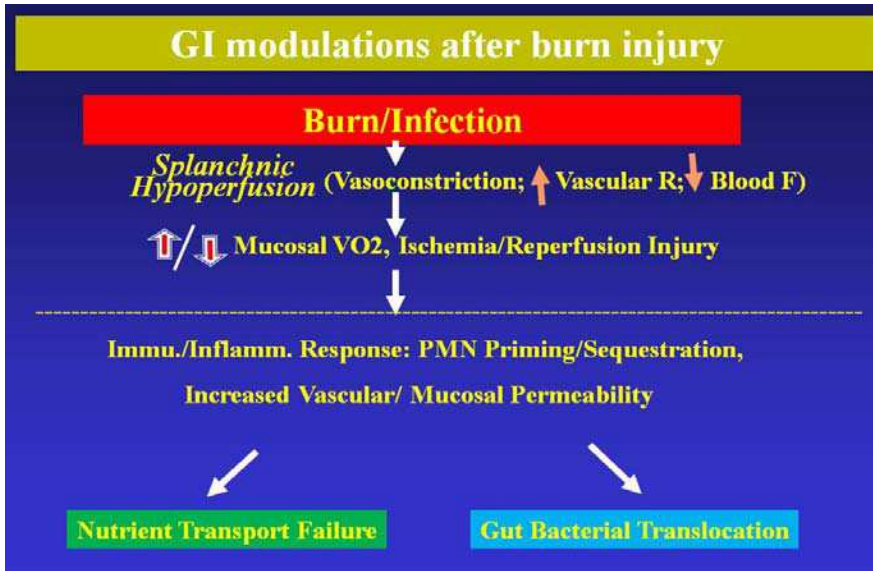 GI modulations after burn injury
Burn/Infection
Splanchnic
Hypoperfusion (Vasoconstriction; Vascular R; Blood F)
/ Mucosal VO2, Ischemia/Reperfusion Injury
Immu./Inflamm. Response: PMN Priming/Sequestration,
Increased Vascular/ Mucosal Permeability
Nutrient Transport Failure
Gut Bacterial Translocation